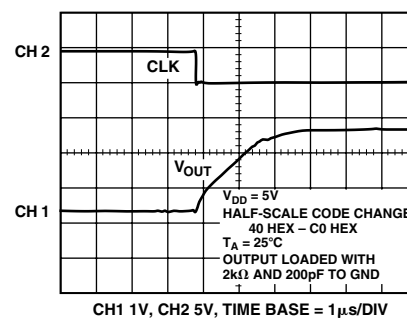 CH 2
CLK
VOUT
CH 1
VDD = 5V
HALF-SCALE CODE CHANGE
40 HEX – C0 HEX
TA = 25°C
OUTPUT LOADED WITH
2kΩ AND 200pF TO GND
CH1 1V, CH2 5V, TIME BASE = 1μs/DIV